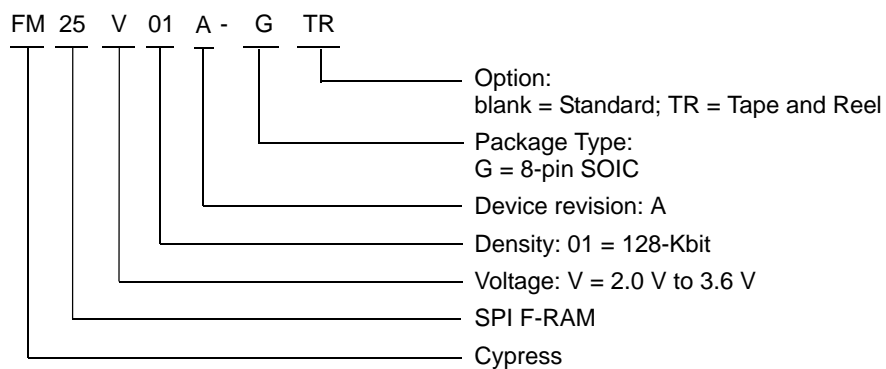 FM 25 V 01 A - G TR
Option:
blank = Standard; TR = Tape and Reel
Package Type:
G = 8-pin SOIC
Device revision: A
Density: 01 = 128-Kbit
Voltage: V = 2.0 V to 3.6 V
SPI F-RAM
Cypress